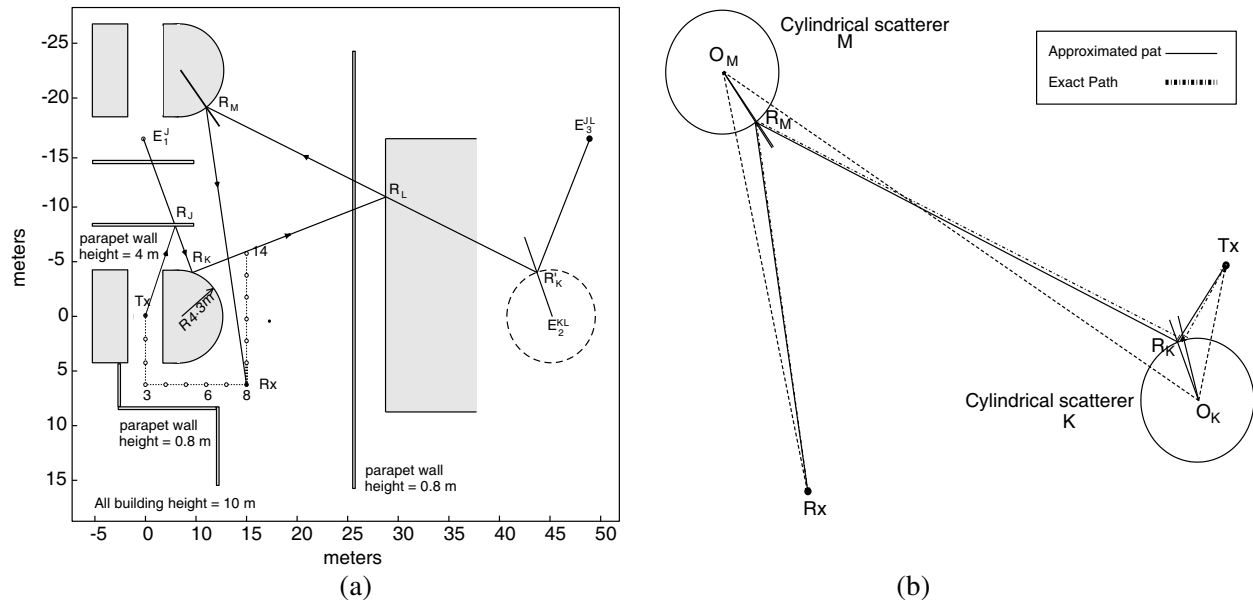 -25
-20
-15
-10
-5
0
5
10
15
meters
-5
0
5
10
15
20
25
30
35
40
45
50
meters
R_M
E_1^J
E_3^JL
R_L
R_J
parapet wall
height = 4 m
R_K
14
Tx
R4.3m
R_K'
E_2^KL
3
6
8
Rx
parapet wall
height = 0.8 m
parapet wall
height = 0.8 m
All building height = 10 m
(a)
Cylindrical scatterer
M
O_M
R_M
Approximated pat
Exact Path
Tx
R_K
Cylindrical scatterer
K
O_K
Rx
(b)